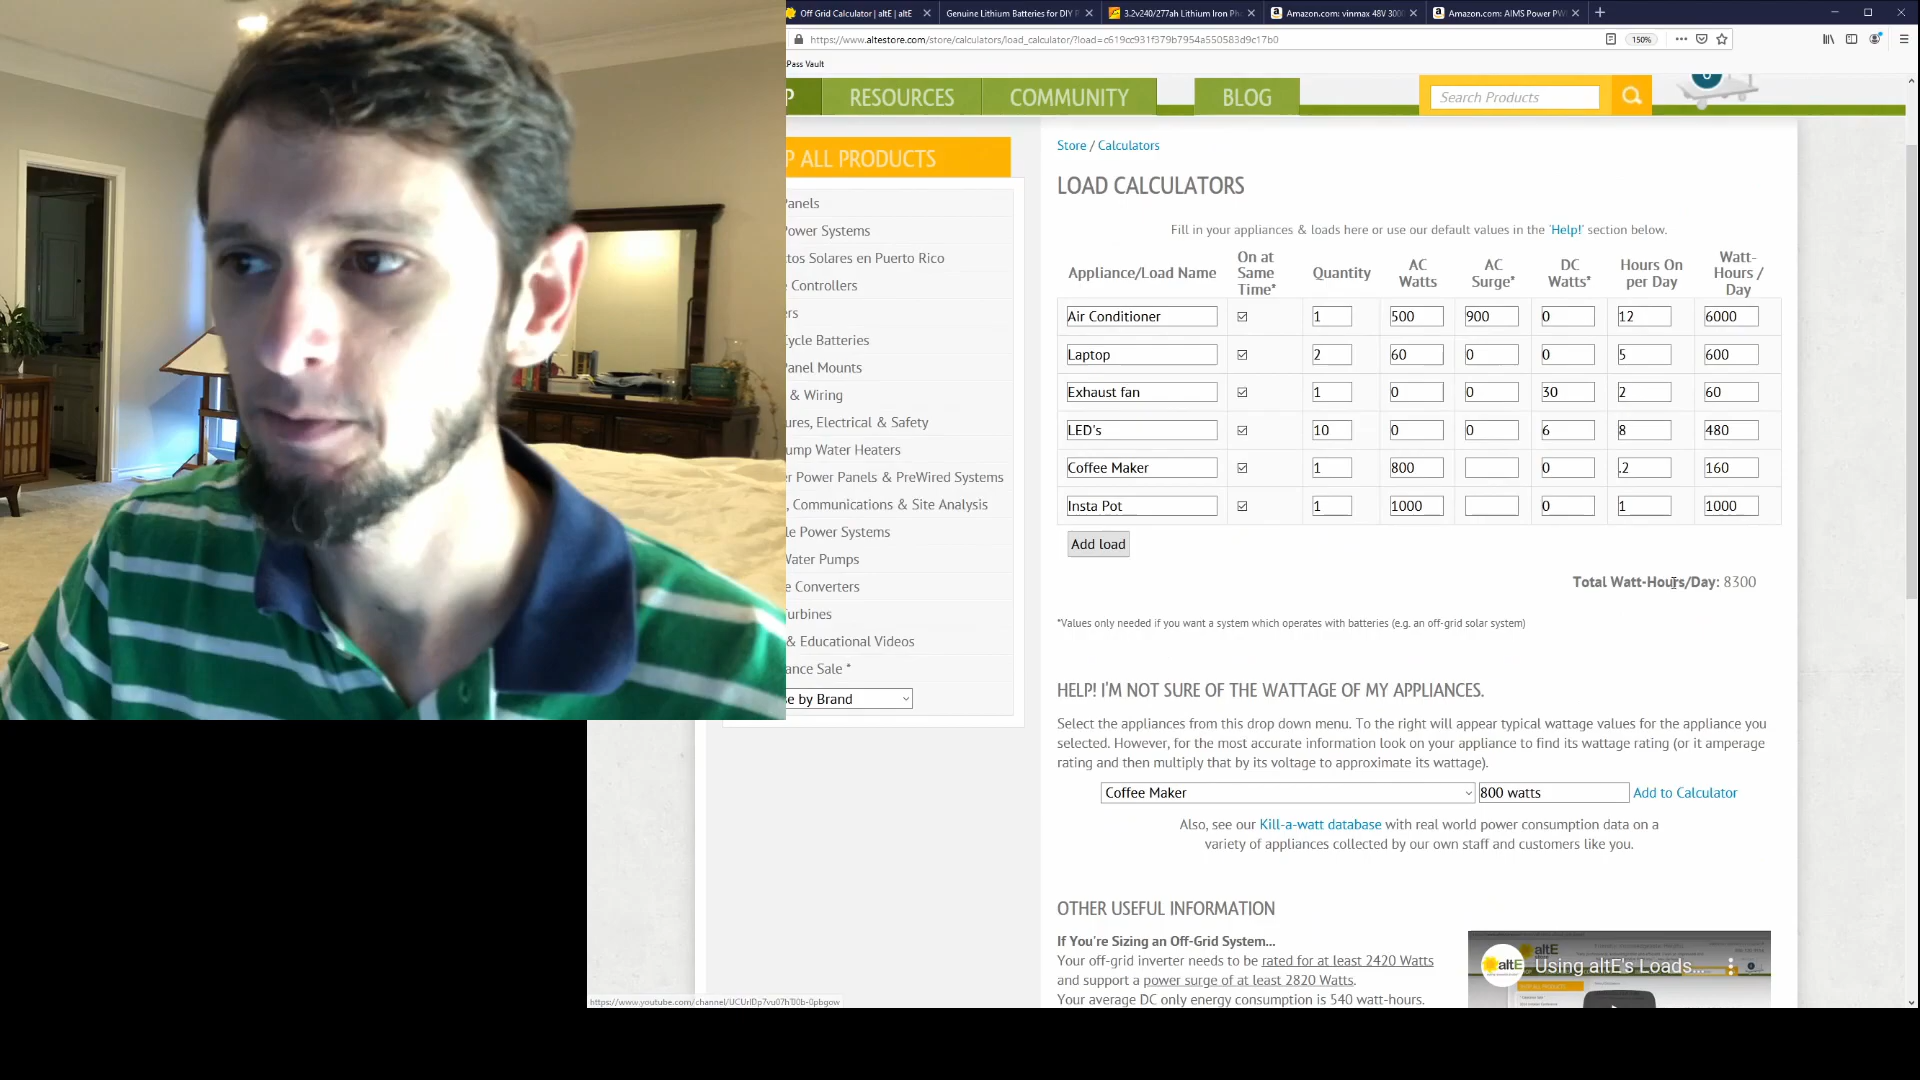 Off Grid Calculator | altE | altE
Genuine Lithium Batteries for DIY P
3.2v240/277ah Lithium Iron Ph
Amazon.com: vinmax 48V 300
Amazon.com: AIMS Power PW
https://www.altestore.com/store/calculators/load_calculator/?load=c619cc931f379b7954a550583d9c17b0
150%
Pass Vault
P
RESOURCES
COMMUNITY
BLOG
Search Products
P ALL PRODUCTS
Panels
Power Systems
tos Solares en Puerto Rico
Controllers
ers
Cycle Batteries
Panel Mounts
& Wiring
ures, Electrical & Safety
ump Water Heaters
r Power Panels & PreWired Systems
, Communications & Site Analysis
le Power Systems
Water Pumps
e Converters
Turbines
& Educational Videos
ance Sale *
e by Brand
Store / Calculators
LOAD CALCULATORS
Fill in your appliances & loads here or use our default values in the 'Help!' section below.
Appliance/Load Name On at Same Time* Quantity AC Watts AC Surge* DC Watts* Hours On per Day Watt-Hours / Day
Air Conditioner 1 500 900 0 12 6000
Laptop 2 60 0 0 5 600
Exhaust fan 1 0 0 30 2 60
LED's 10 0 0 6 8 480
Coffee Maker 1 800 0 .2 160
Insta Pot 1 1000 0 1 1000
Add load
Total Watt-Hours/Day: 8300
*Values only needed if you want a system which operates with batteries (e.g. an off-grid solar system)
HELP! I'M NOT SURE OF THE WATTAGE OF MY APPLIANCES.
Select the appliances from this drop down menu. To the right will appear typical wattage values for the appliance you
selected. However, for the most accurate information look on your appliance to find its wattage rating (or it amperage
rating and then multiply that by its voltage to approximate its wattage).
Coffee Maker 800 watts Add to Calculator
Also, see our Kill-a-watt database with real world power consumption data on a
variety of appliances collected by our own staff and customers like you.
OTHER USEFUL INFORMATION
If You're Sizing an Off-Grid System...
Your off-grid inverter needs to be rated for at least 2420 Watts
and support a power surge of at least 2820 Watts.
Your average DC only energy consumption is 540 watt-hours.
altE
Using altE's Loads...